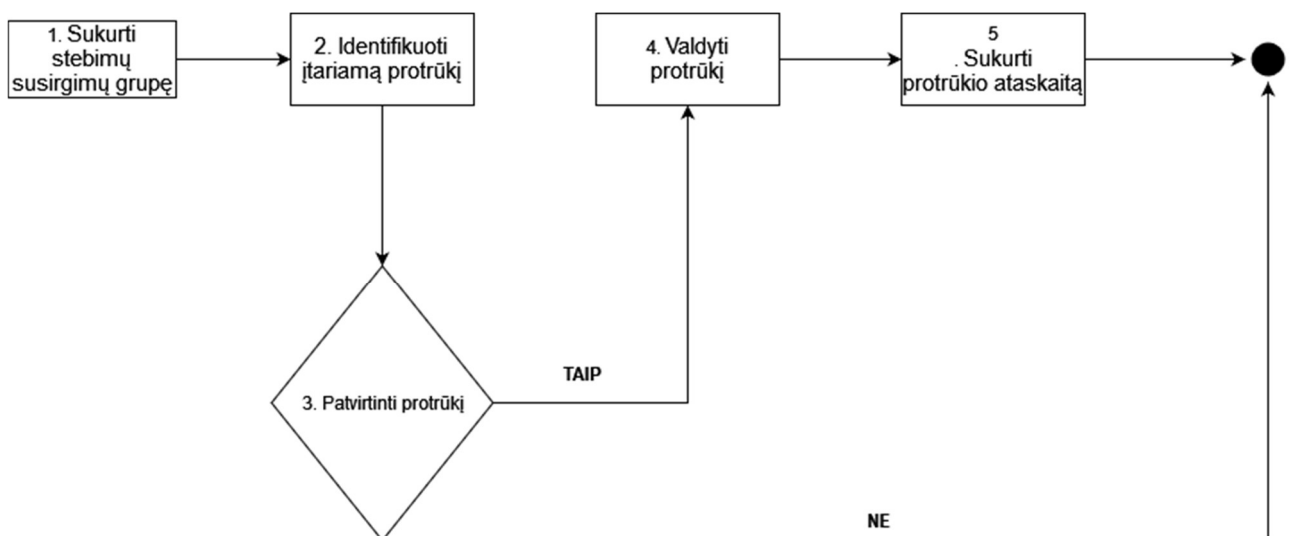 1. Sukurti
stebimų
susirgimų grupę
2. Identifikuoti
įtariamą protrūkį
4. Valdyti
protrūkį
5
. Sukurti
protrūkio ataskaitą
3. Patvirtinti protrūkį
TAIP
NE